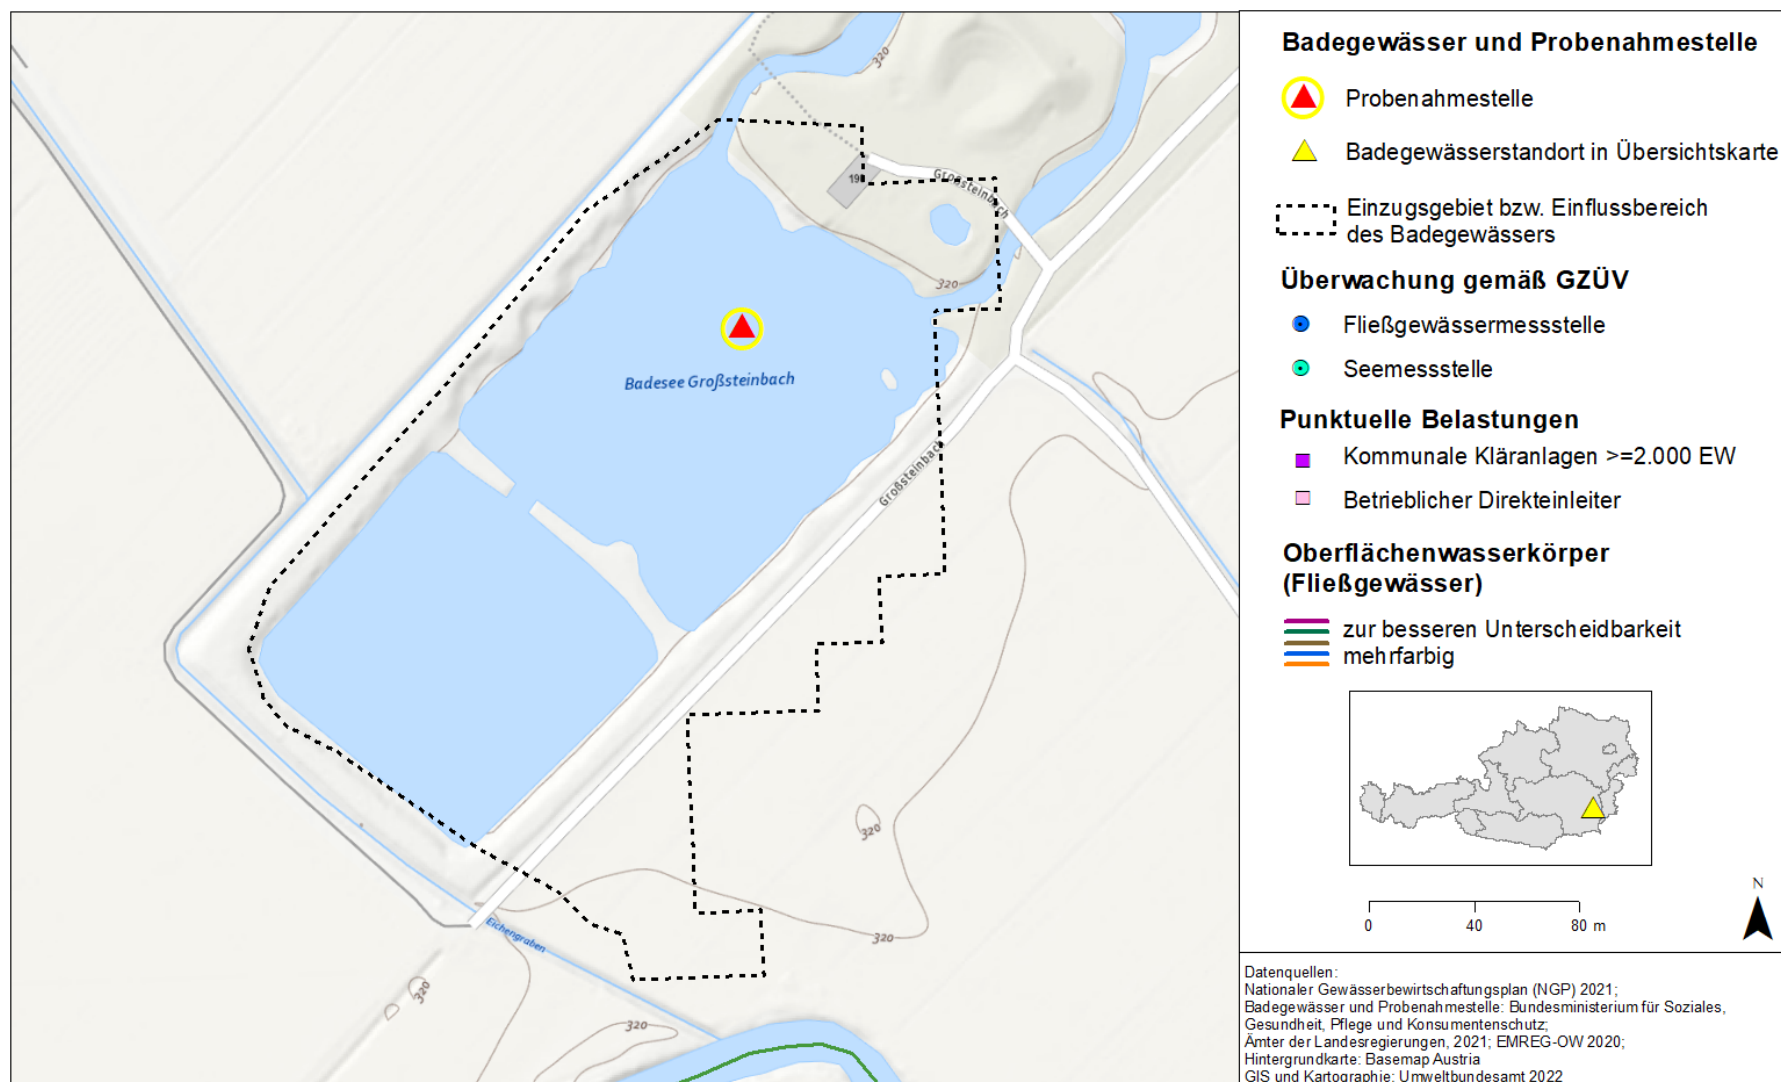 320
190
Großsteinbach
320
Badesee Großsteinbach
Großsteinbach
320
320
Eichengraben
320
320
Badegewässer und Probenahmestelle
Probenahmestelle
Badegewässerstandort in Übersichtskarte
Einzugsgebiet bzw. Einflussbereich
des Badegewässers
Überwachung gemäß GZÜV
Fließgewässermessstelle
Seemessstelle
Punktuelle Belastungen
Kommunale Kläranlagen >=2.000 EW
Betrieblicher Direkteinleiter
Oberflächenwasserkörper
(Fließgewässer)
zur besseren Unterscheidbarkeit
mehrfarbig
N
0 40 80 m
Datenquellen:
Nationaler Gewässerbewirtschaftungsplan (NGP) 2021;
Badegewässer und Probenahmestelle: Bundesministerium für Soziales,
Gesundheit, Pflege und Konsumentenschutz;
Ämter der Landesregierungen, 2021; EMREG-OW 2020;
Hintergrundkarte: Basemap Austria
GIS und Kartographie: Umweltbundesamt 2022